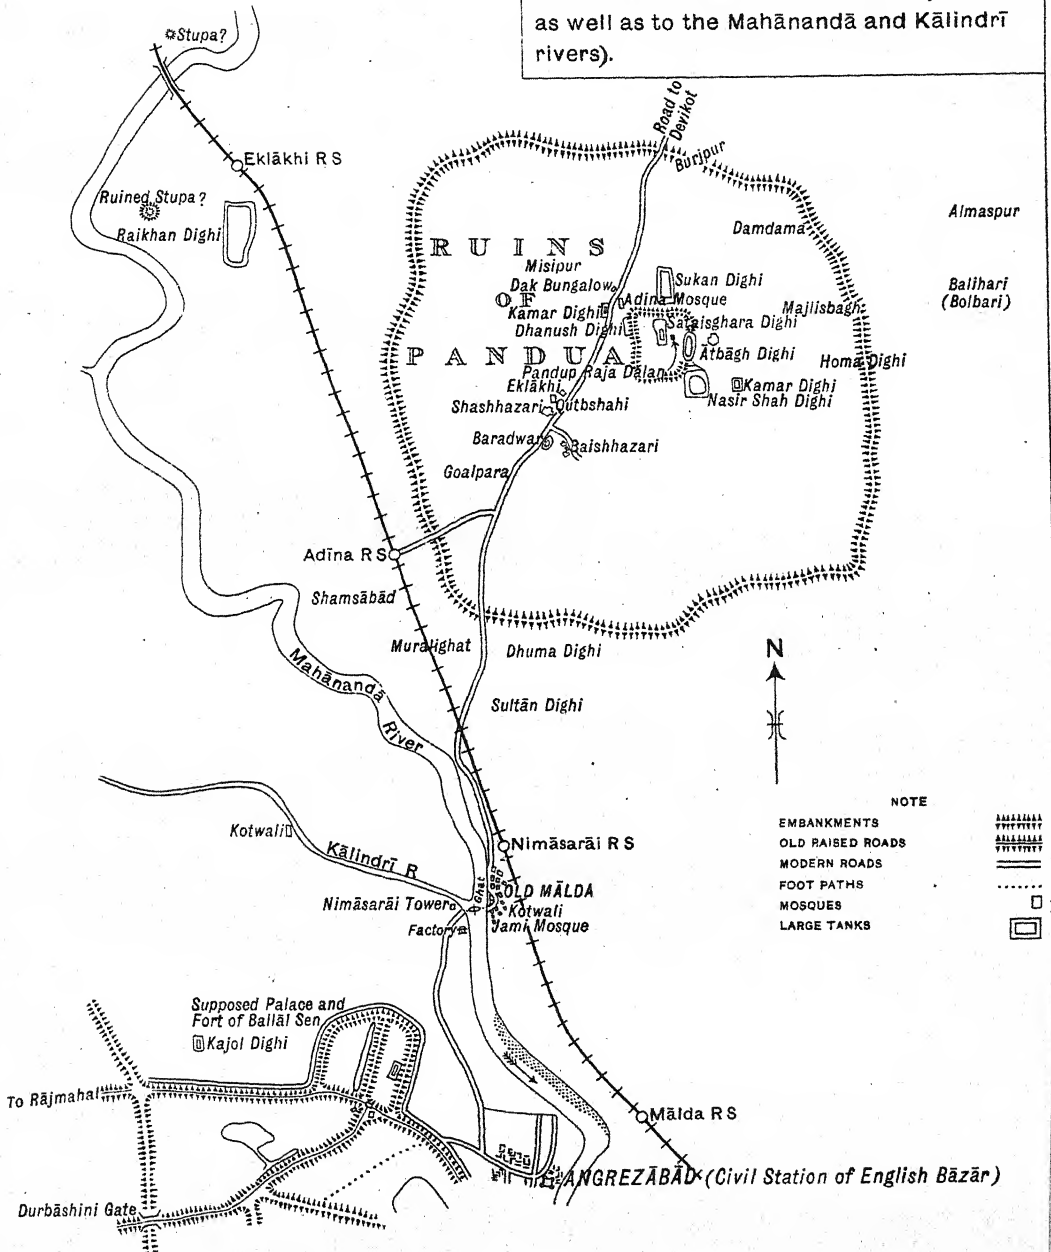 as well as to the Mahānandā and Kālindrī
rivers).
Stupa?
Road to
Devikot
Burjpur
Eklākhi R S
Ruined Stupa?
Raikhan Dighi
Almaspur
Damdama
RUINS
OF
PANDUA
Misipur
Dak Bungalow
Sukan Dighi
Adina Mosque
Kamar Dighi
Dhanush Dighi
Sataisghara Dighi
Majlisbagh
Balihari
(Bolbari)
Ātbāgh Dighi
Homa Dighi
Pandup Raja Dālan
Eklākhi
Kamar Dighi
Nasir Shah Dighi
Shashhazari
Qutbshahi
Baradwari
Baishhazari
Goalpara
Adīna R S
Shamsābād
Muralighat
Dhuma Dighi
Sultān Dighi
N
Mahānandā
River
Kotwali
Kālindrī R
Nimāsarāi R S
Ghat
OLD MĀLDA
Nimāsarāi Tower
Kotwali
Factory
Jami Mosque
NOTE
EMBANKMENTS
OLD RAISED ROADS
MODERN ROADS
FOOT PATHS
MOSQUES
LARGE TANKS
Supposed Palace and
Fort of Ballāl Sen
Kajol Dighi
To Rājmahal
Mālda R S
ANGREZĀBĀD (Civil Station of English Bāzār)
Durbāshini Gate